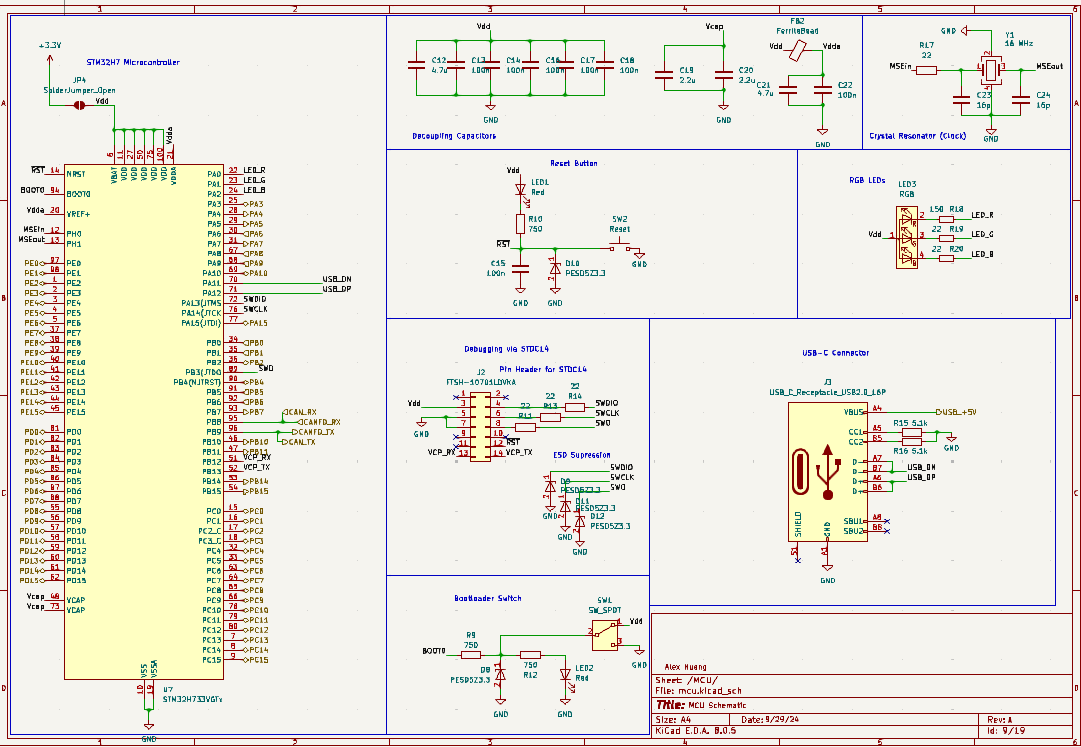 +3.3V
JP4
SolderJumper_Open
Vdd
STM32H7 Microcontroller
Vdda
RST 14 NRST
BOOT0 94 BOOT0
Vdda 20 VREF+
MSEin 12 PH0
MSEout 13 PH1
VBAT VDD VDD VDD VDD VDD VDDA
6 11 27 50 75 100 21
PE0 97 PE0
PE1 98 PE1
PE2 1 PE2
PE3 2 PE3
PE4 3 PE4
PE5 4 PE5
PE6 5 PE6
PE7 37 PE7
PE8 38 PE8
PE9 39 PE9
PE10 40 PE10
PE11 41 PE11
PE12 42 PE12
PE13 43 PE13
PE14 44 PE14
PE15 45 PE15
PD0 81 PD0
PD1 82 PD1
PD2 83 PD2
PD3 84 PD3
PD4 85 PD4
PD5 86 PD5
PD6 87 PD6
PD7 88 PD7
PD8 55 PD8
PD9 56 PD9
PD10 57 PD10
PD11 58 PD11
PD12 59 PD12
PD13 60 PD13
PD14 61 PD14
PD15 62 PD15
Vcap 48 VCAP
Vcap 73 VCAP
PA0 22 LED_R
PA1 23 LED_G
PA2 24 LED_B
PA3 25 PA3
PA4 28 PA4
PA5 29 PA5
PA6 30 PA6
PA7 31 PA7
PA8 67 PA8
PA9 68 PA9
PA10 69 PA10
PA11 70 USB_DN
PA12 71 USB_DP
PA13(JTMS 72 SWDIO
PA14(JTCK 76 SWCLK
PA15(JTDI) 77 PA15
PB0 34 PB0
PB1 35 PB1
PB2 36 PB2
PB3(JTDO 89 SWO
PB4(NJTRST) 90 PB4
PB5 91 PB5
PB6 92 PB6
PB7 93 PB7
PB8 95
PB9 96
CAN_RX
CANFD_RX
CANFD_TX
CAN_TX
PB10 46 PB10
PB11 47 PB11
PB12 51 VCP_RX
PB13 52 VCP_TX
PB14 53 PB14
PB15 54 PB15
PC0 15 PC0
PC1 16 PC1
PC2_C 17 PC2
PC3_C 18 PC3
PC4 32 PC4
PC5 33 PC5
PC6 63 PC6
PC7 64 PC7
PC8 65 PC8
PC9 66 PC9
PC10 78 PC10
PC11 79 PC11
PC12 80 PC12
PC13 7 PC13
PC14 8 PC14
PC15 9 PC15
VSS VSSA
10 19
U7
STM32H733VGTx
GND
Vdd
C12 4.7u
C13 100n
C14 100n
C16 100n
C17 100n
C18 100n
GND
Decoupling Capacitors
Vcap
C19 2.2u
C20 2.2u
GND
FB2
FerriteBead
Vdd
Vdda
C21 4.7u
C22 100n
GND
GND
Y1
16 MHz
R17
22
MSEin
MSEout
C23 16p
C24 16p
GND
Crystal Resonator (Clock)
Reset Button
Vdd
LED1
Red
R10
750
RST
SW2
Reset
GND
C15
100n
D10
PESD5Z3.3
GND
GND
RGB LEDs
LED3
RGB
Vdd 1
2 150 R18 LED_R
3 22 R19 LED_G
4 22 R20 LED_B
Debugging via STDC14
Pin Header for STDC14
J2
FTSH-10701LDVKA
Vdd
GND
1 2
3 4
5 6
7 8
9 10
11 12
13 14
22
R14
22
R13
22
R11
SWDIO
SWCLK
SWO
RST
VCP_RX
VCP_TX
ESD Supression
SWDIO
SWCLK
SWO
D9
PESD5Z3.3
D11
PESD5Z3.3
D12
PESD5Z3.3
GND
GND
GND
USB-C Connector
J3
USB_C_Receptacle_USB2.0_16P
VBUS A4 USB_+5V
CC1 A5 R15 5.1k
CC2 B5 R16 5.1k
GND
D- A7
D- B7 USB_DN
D+ A6 USB_DP
D+ B6
SBU1 A8
SBU2 B8
SHIELD
GND
S1
A1
GND
Bootloader Switch
SW1
SW_SPDT
Vdd
1
2
3
GND
R9
750
BOOT0
750
R12
D8
PESD5Z3.3
LED2
Red
GND
GND
Alex Huang
Sheet: /MCU/
File: mcu.kicad_sch
Title: MCU Schematic
Size: A4 Date: 9/29/24 Rev: A
KiCad E.D.A. 8.0.5 Id: 9/19